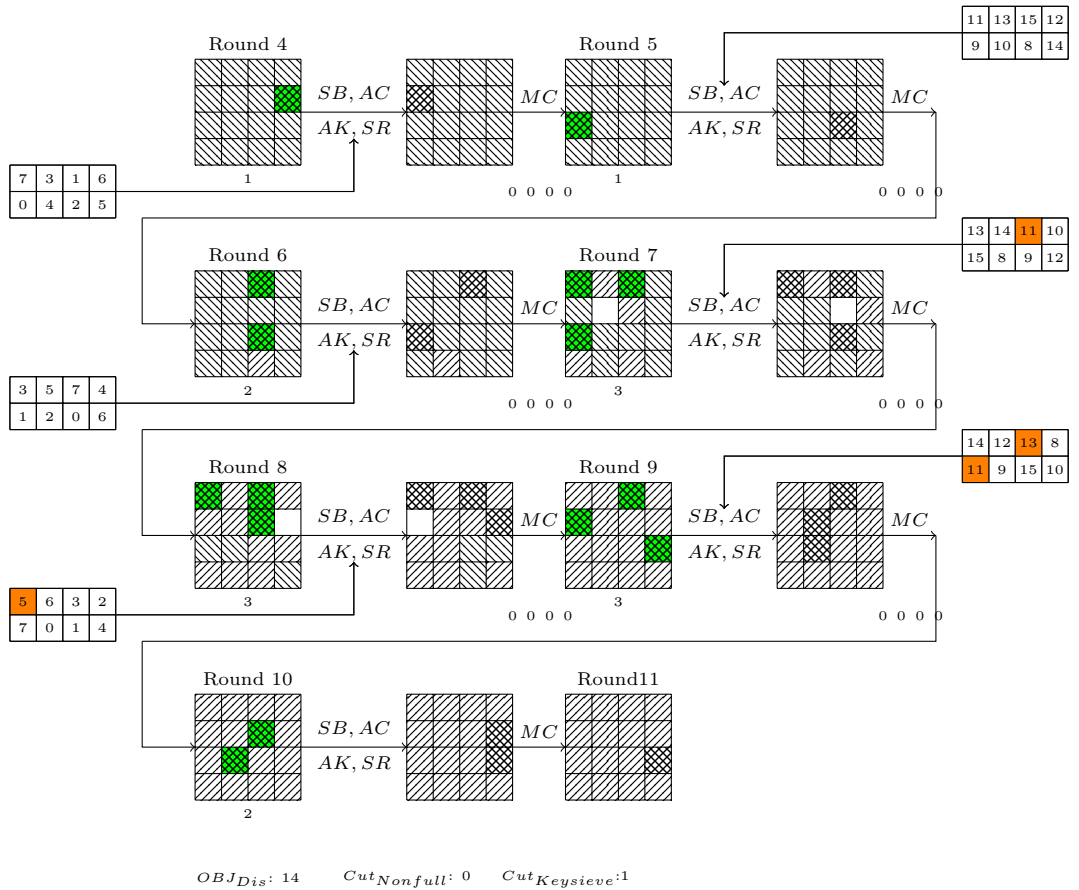 11 13 15 12
9 10 8 14
Round 4
Round 5
SB, AC
MC
SB, AC
MC
AK, SR
AK, SR
7 3 1 6
0 4 2 5
1
1
0 0 0 0
0 0 0 0
13 14 11 10
15 8 9 12
Round 6
Round 7
SB, AC
MC
SB, AC
MC
AK, SR
AK, SR
3 5 7 4
1 2 0 6
2
3
0 0 0 0
0 0 0 0
14 12 13 8
11 9 15 10
Round 8
Round 9
SB, AC
MC
SB, AC
MC
AK, SR
AK, SR
5 6 3 2
7 0 1 4
3
3
0 0 0 0
0 0 0 0
Round 10
Round11
SB, AC
MC
AK, SR
2
OBJ_Dis: 14 Cut_Nonfull: 0 Cut_Keysieve:1